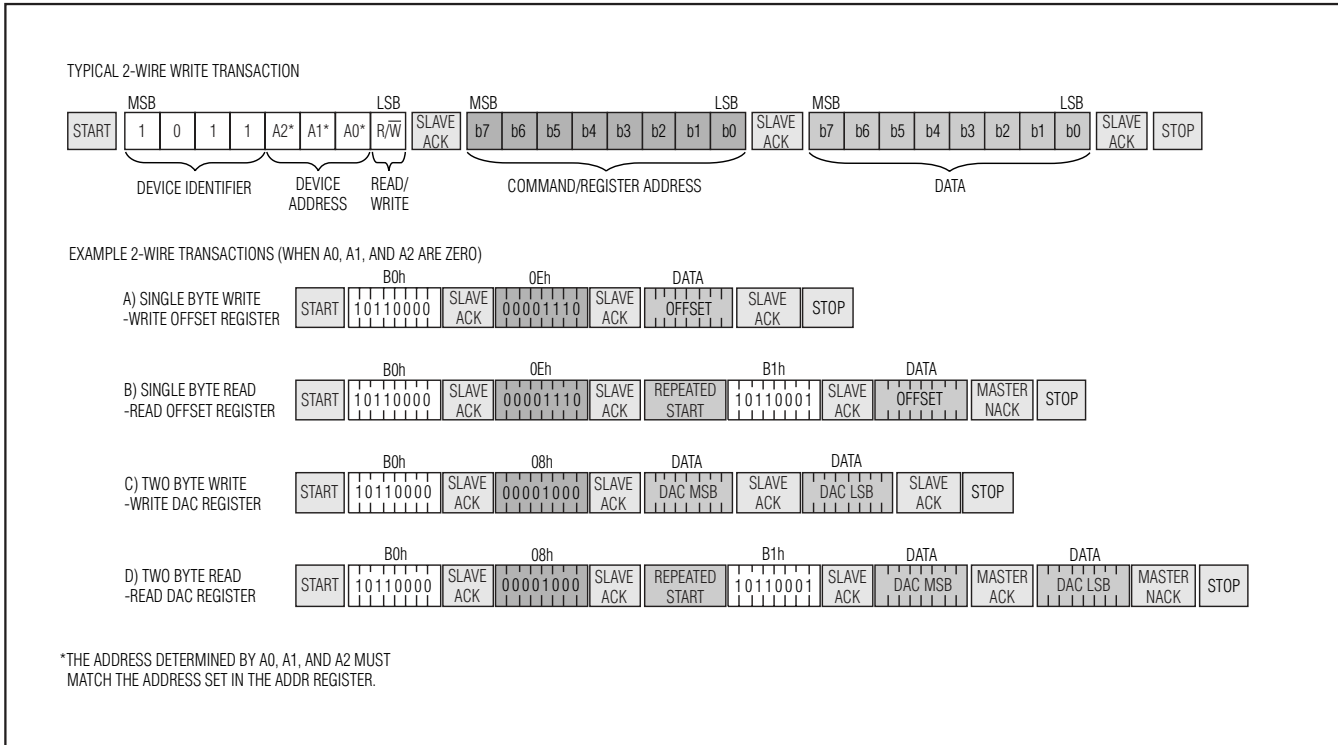 TYPICAL 2-WIRE WRITE TRANSACTION
MSB LSB MSB LSB MSB LSB
START 1 0 1 1 A2* A1* A0* R/W̅ SLAVE ACK b7 b6 b5 b4 b3 b2 b1 b0 SLAVE ACK b7 b6 b5 b4 b3 b2 b1 b0 SLAVE ACK STOP
DEVICE IDENTIFIER DEVICE ADDRESS READ/WRITE COMMAND/REGISTER ADDRESS DATA
EXAMPLE 2-WIRE TRANSACTIONS (WHEN A0, A1, AND A2 ARE ZERO)
B0h 0Eh DATA
A) SINGLE BYTE WRITE
-WRITE OFFSET REGISTER
START 10110000 SLAVE ACK 00001110 SLAVE ACK OFFSET SLAVE ACK STOP
B0h 0Eh B1h DATA
B) SINGLE BYTE READ
-READ OFFSET REGISTER
START 10110000 SLAVE ACK 00001110 SLAVE ACK REPEATED START 10110001 SLAVE ACK OFFSET MASTER NACK STOP
B0h 08h DATA DATA
C) TWO BYTE WRITE
-WRITE DAC REGISTER
START 10110000 SLAVE ACK 00001000 SLAVE ACK DAC MSB SLAVE ACK DAC LSB SLAVE ACK STOP
B0h 08h B1h DATA DATA
D) TWO BYTE READ
-READ DAC REGISTER
START 10110000 SLAVE ACK 00001000 SLAVE ACK REPEATED START 10110001 SLAVE ACK DAC MSB MASTER ACK DAC LSB MASTER NACK STOP
*THE ADDRESS DETERMINED BY A0, A1, AND A2 MUST
MATCH THE ADDRESS SET IN THE ADDR REGISTER.